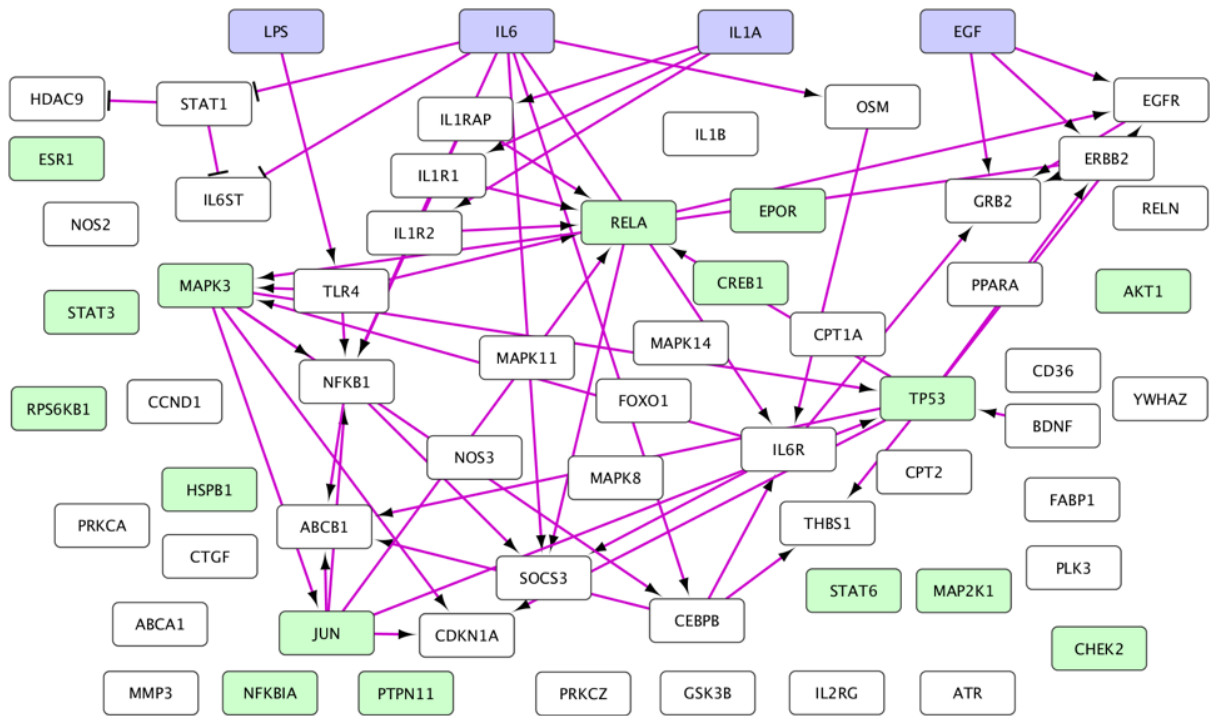 LPS
IL6
IL1A
EGF
HDAC9
STAT1
IL1RAP
IL1B
OSM
EGFR
ESR1
IL6ST
IL1R1
ERBB2
NOS2
IL1R2
RELA
EPOR
GRB2
RELN
MAPK3
TLR4
CREB1
PPARA
AKT1
STAT3
MAPK11
MAPK14
CPT1A
NFKB1
CD36
RPS6KB1
CCND1
FOXO1
TP53
YWHAZ
BDNF
NOS3
IL6R
HSPB1
MAPK8
CPT2
PRKCA
ABCB1
THBS1
FABP1
CTGF
SOCS3
PLK3
STAT6
MAP2K1
ABCA1
JUN
CDKN1A
CEBPB
CHEK2
MMP3
NFKBIA
PTPN11
PRKCZ
GSK3B
IL2RG
ATR